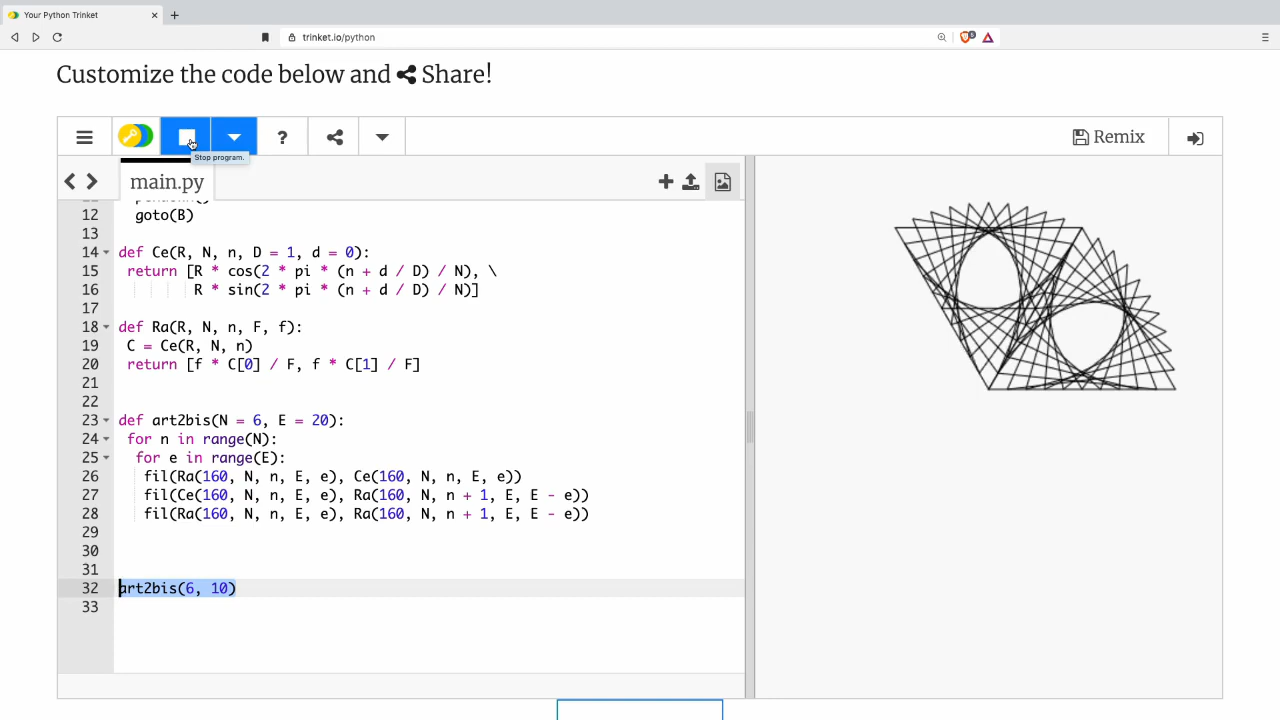 Your Python Trinket
trinket.io/python
8
Customize the code below and Share!
?
Remix
Stop program.
main.py
12 goto(B)
13
14 def Ce(R, N, n, D = 1, d = 0):
15 return [R * cos(2 * pi * (n + d / D) / N), \
16 R * sin(2 * pi * (n + d / D) / N)]
17
18 def Ra(R, N, n, F, f):
19 C = Ce(R, N, n)
20 return [f * C[0] / F, f * C[1] / F]
21
22
23 def art2bis(N = 6, E = 20):
24 for n in range(N):
25 for e in range(E):
26 fil(Ra(160, N, n, E, e), Ce(160, N, n, E, e))
27 fil(Ce(160, N, n, E, e), Ra(160, N, n + 1, E, E - e))
28 fil(Ra(160, N, n, E, e), Ra(160, N, n + 1, E, E - e))
29
30
31
32 art2bis(6, 10)
33